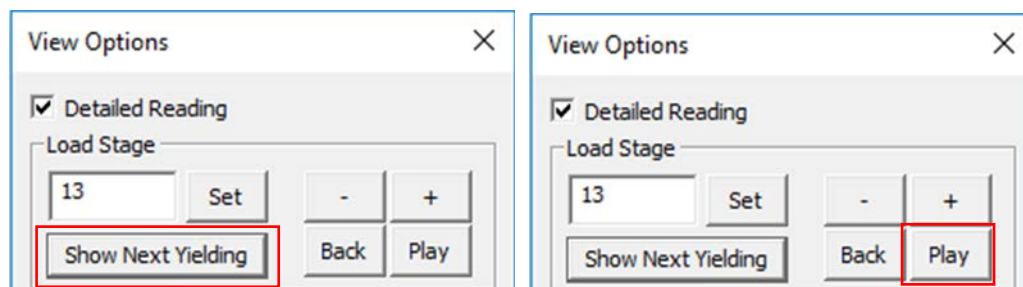 View Options
Detailed Reading
Load Stage
13 Set - +
Show Next Yielding Back Play
View Options
Detailed Reading
Load Stage
13 Set - +
Show Next Yielding Back Play